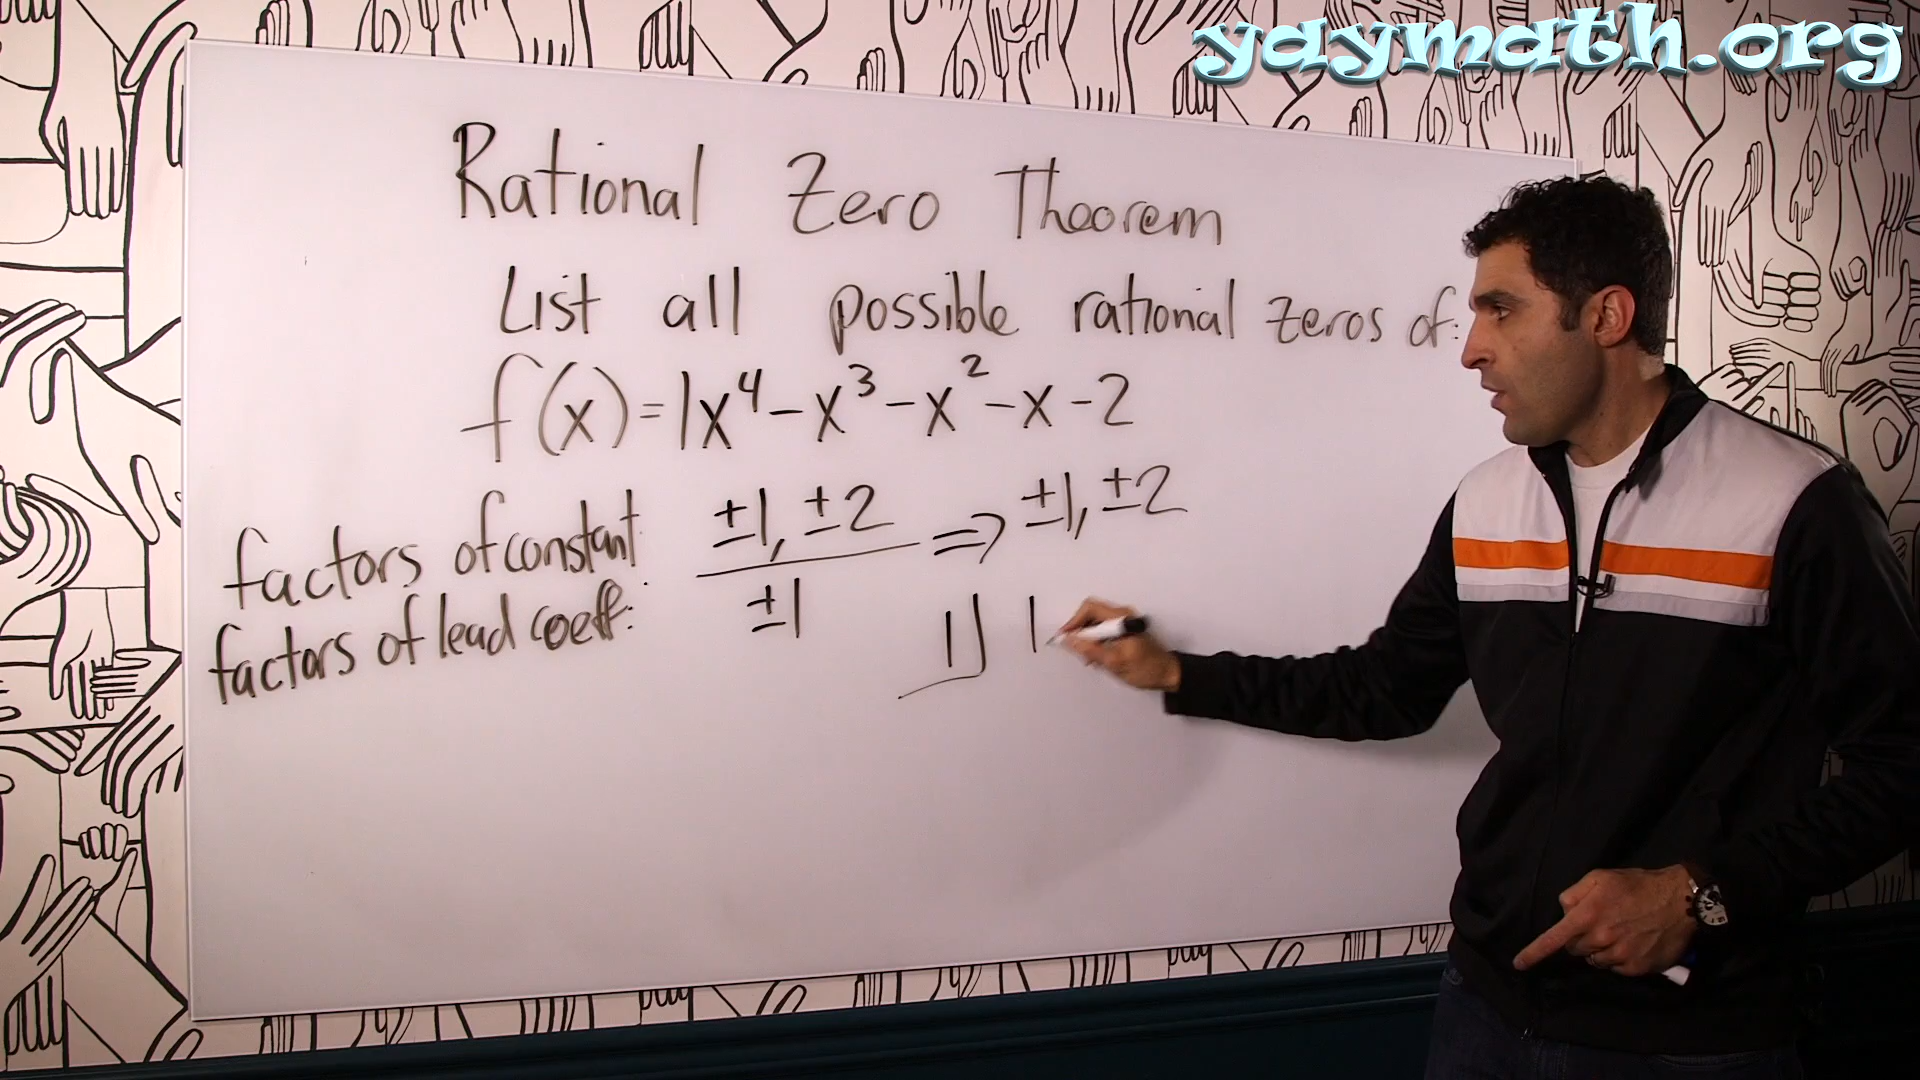 yaymath.org
Rational Zero Theorem
List all possible rational zeros of:
f(x)=1x⁴-x³-x²-x-2
factors of constant: ±1, ±2 => ±1, ±2
factors of lead coeff: ±1
1⌋ 1